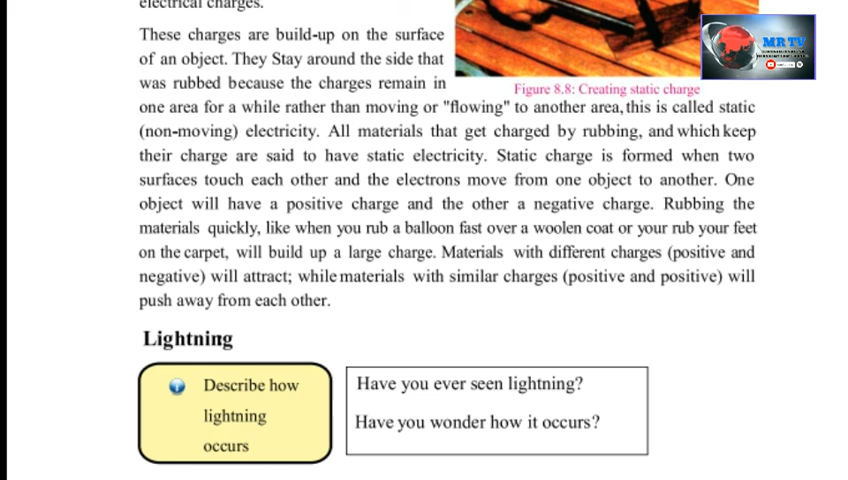 electrical charges.
These charges are build-up on the surface
of an object. They Stay around the side that
was rubbed because the charges remain in
MR TV
Figure 8.8: Creating static charge
one area for a while rather than moving or "flowing" to another area, this is called static
(non-moving) electricity. All materials that get charged by rubbing, and which keep
their charge are said to have static electricity. Static charge is formed when two
surfaces touch each other and the electrons move from one object to another. One
object will have a positive charge and the other a negative charge. Rubbing the
materials quickly, like when you rub a balloon fast over a woolen coat or your rub your feet
on the carpet, will build up a large charge. Materials with different charges (positive and
negative) will attract; while materials with similar charges (positive and positive) will
push away from each other.
Lightning
Describe how
lightning
occurs
Have you ever seen lightning?
Have you wonder how it occurs?